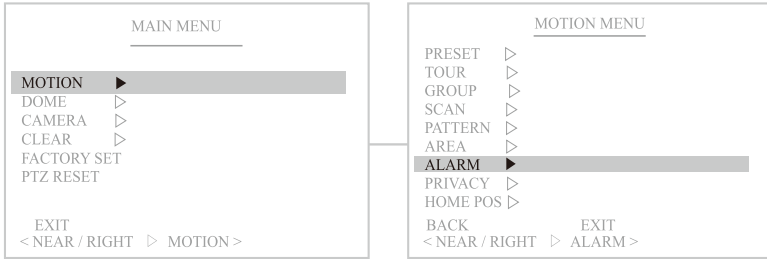 MAIN MENU
MOTION ▶
DOME ▷
CAMERA ▷
CLEAR ▷
FACTORY SET
PTZ RESET
EXIT
< NEAR / RIGHT ▷ MOTION >
MOTION MENU
PRESET ▷
TOUR ▷
GROUP ▷
SCAN ▷
PATTERN ▷
AREA ▷
ALARM ▶
PRIVACY ▷
HOME POS ▷
BACK EXIT
< NEAR / RIGHT ▷ ALARM >